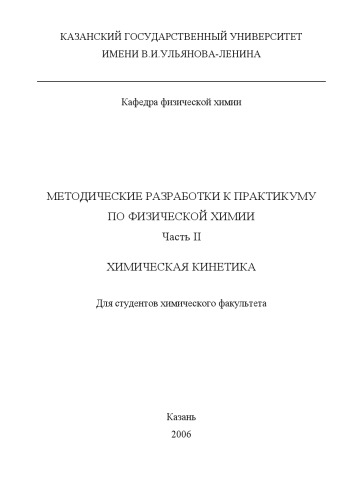 КАЗАНСКИЙ ГОСУДАРСТВЕННЫЙ УНИВЕРСИТЕТ
ИМЕНИ В.И.УЛЬЯНОВА-ЛЕНИНА
Кафедра физической химии
МЕТОДИЧЕСКИЕ РАЗРАБОТКИ К ПРАКТИКУМУ
ПО ФИЗИЧЕСКОЙ ХИМИИ
Часть II
ХИМИЧЕСКАЯ КИНЕТИКА
Для студентов химического факультета
Казань
2006